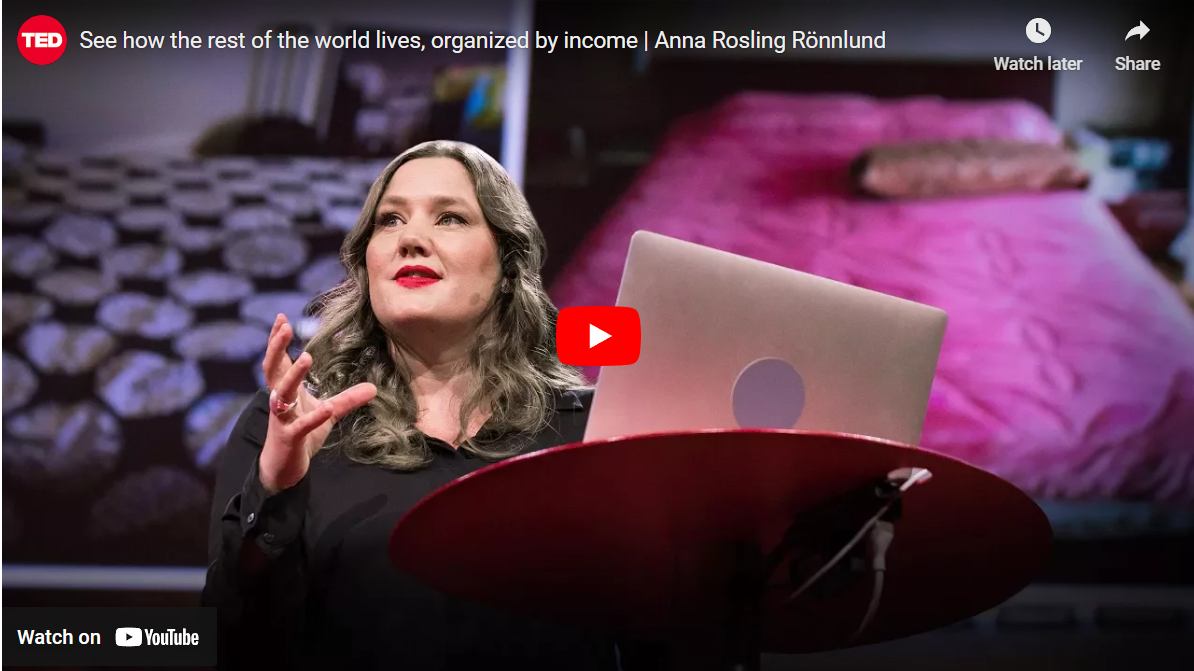 TED
See how the rest of the world lives, organized by income | Anna Rosling Rönnlund
Watch later
Share
Watch on YouTube